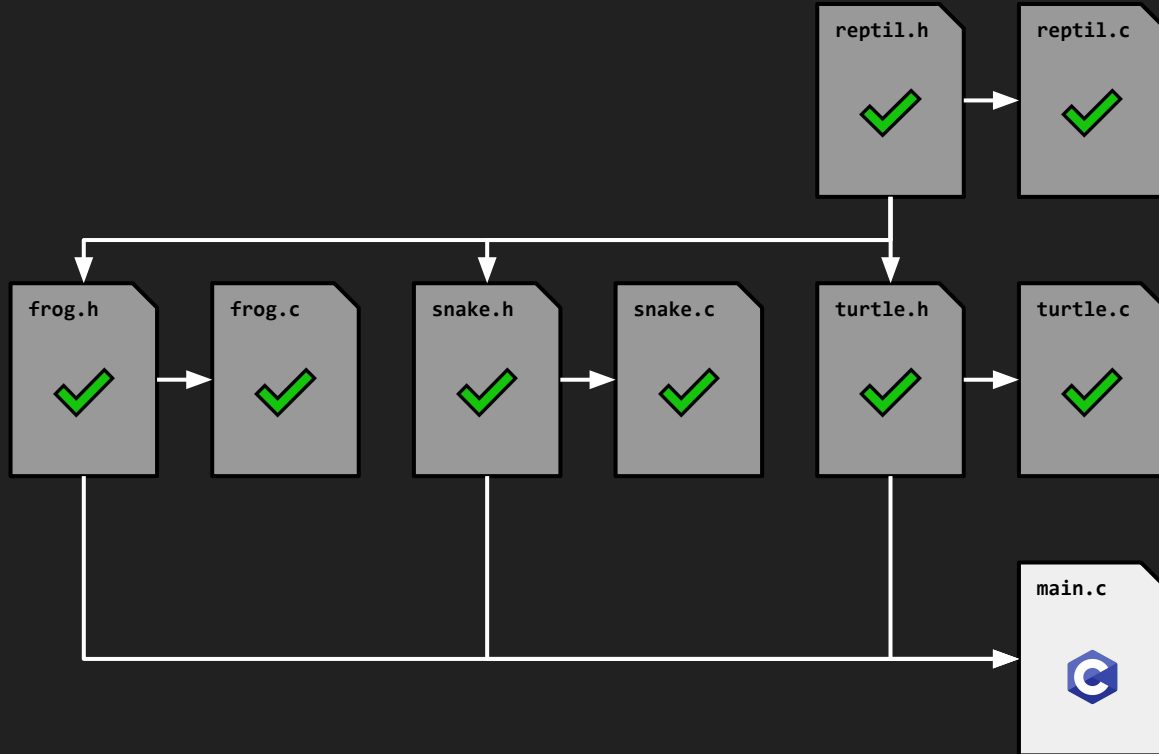 reptil.h
reptil.c
frog.h
frog.c
snake.h
snake.c
turtle.h
turtle.c
main.c
C